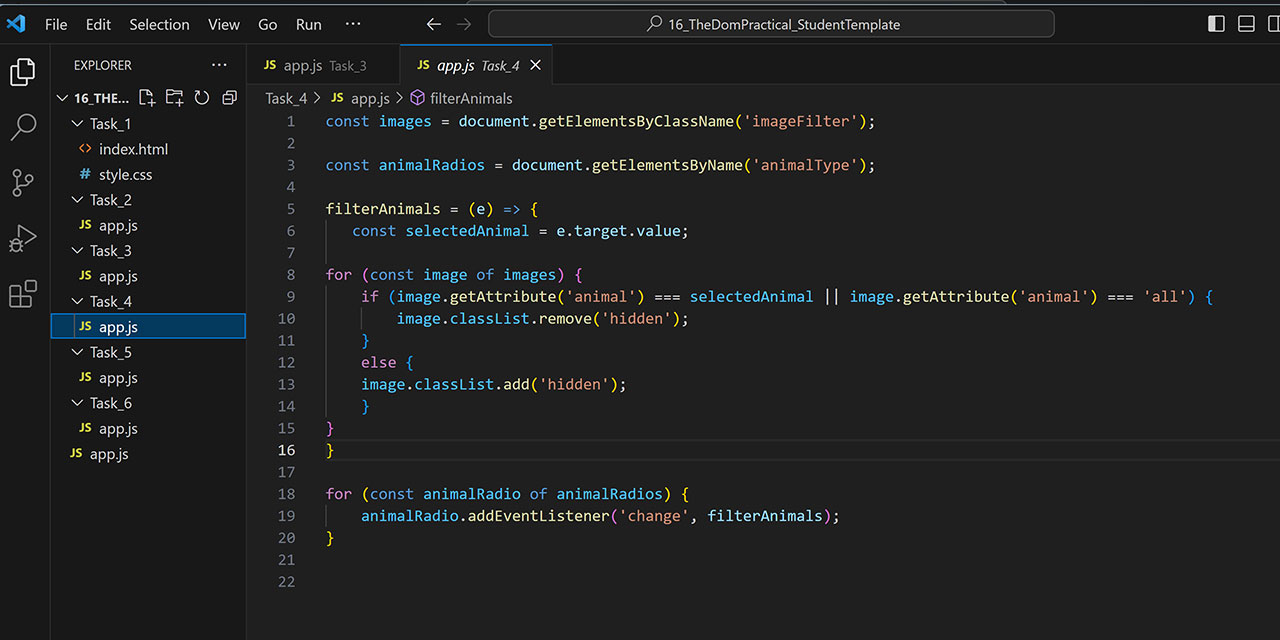 File Edit Selection View Go Run ··· 16_TheDomPractical_StudentTemplate
EXPLORER ···
16_THE...
Task_1
index.html
# style.css
Task_2
JS app.js
Task_3
JS app.js
Task_4
JS app.js
Task_5
JS app.js
Task_6
JS app.js
JS app.js
JS app.js Task_3 JS app.js Task_4
Task_4 > JS app.js > filterAnimals
1 const images = document.getElementsByClassName('imageFilter');
2
3 const animalRadios = document.getElementsByName('animalType');
4
5 filterAnimals = (e) => {
6 const selectedAnimal = e.target.value;
7
8 for (const image of images) {
9 if (image.getAttribute('animal') === selectedAnimal || image.getAttribute('animal') === 'all') {
10 image.classList.remove('hidden');
11 }
12 else {
13 image.classList.add('hidden');
14 }
15 }
16 }
17
18 for (const animalRadio of animalRadios) {
19 animalRadio.addEventListener('change', filterAnimals);
20 }
21
22